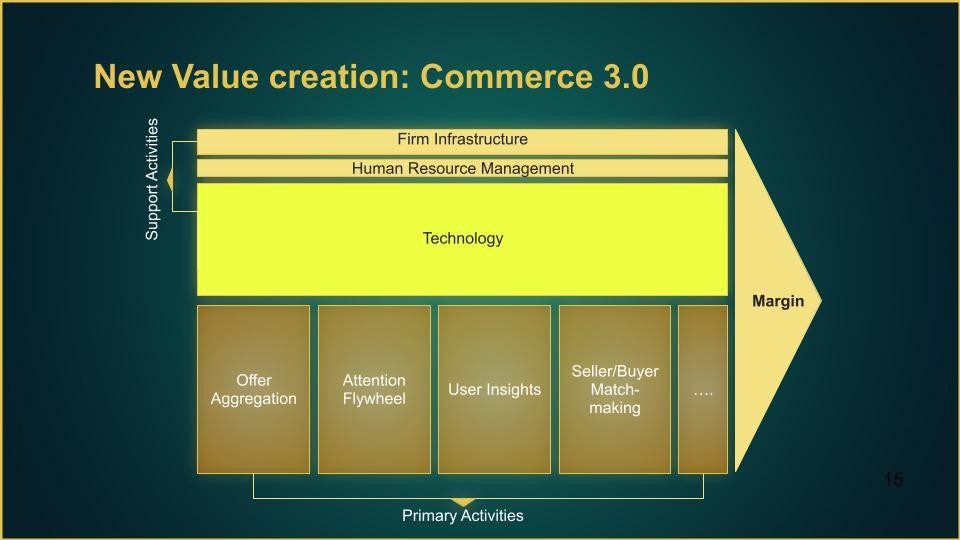 New Value creation: Commerce 3.0
Support Activities
Firm Infrastructure
Human Resource Management
Technology
Margin
Offer
Aggregation
Attention
Flywheel
User Insights
Seller/Buyer
Match-
making
....
15
Primary Activities